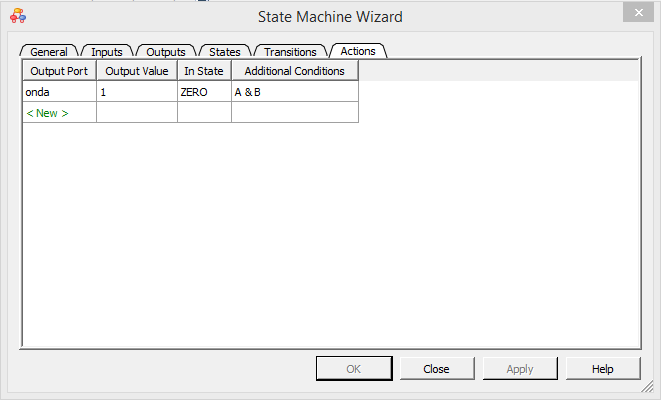 State Machine Wizard
General Inputs Outputs States Transitions Actions
Output Port Output Value In State Additional Conditions
onda 1 ZERO A & B
< New >
OK Close Apply Help